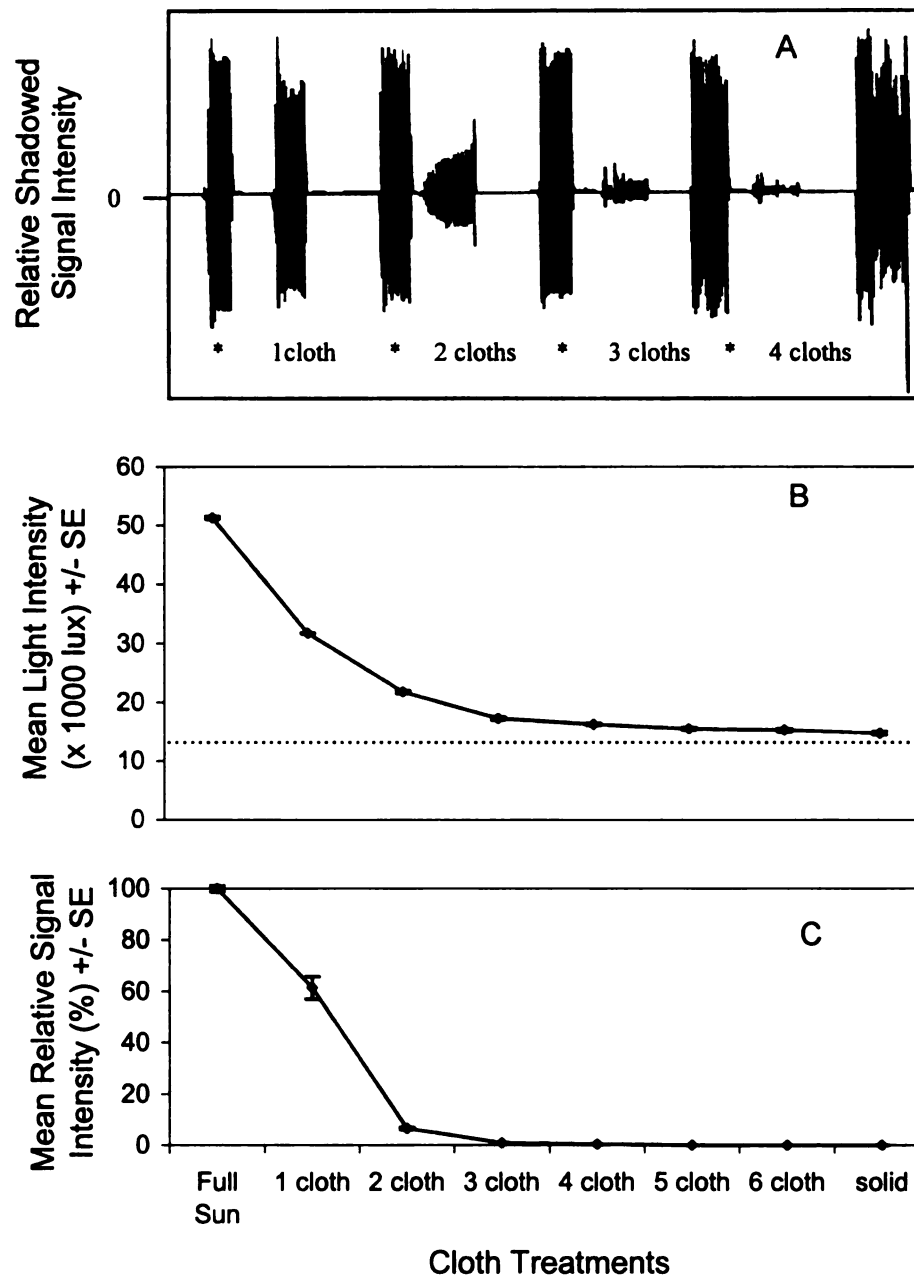 Relative Shadowed
Signal Intensity
0
A
* 1cloth * 2 cloths * 3 cloths * 4 cloths
Mean Light Intensity
(x 1000 lux) +/- SE
60
50
40
30
20
10
0
B
Mean Relative Signal
Intensity (%) +/- SE
100
80
60
40
20
0
C
Full Sun 1 cloth 2 cloth 3 cloth 4 cloth 5 cloth 6 cloth solid
Cloth Treatments